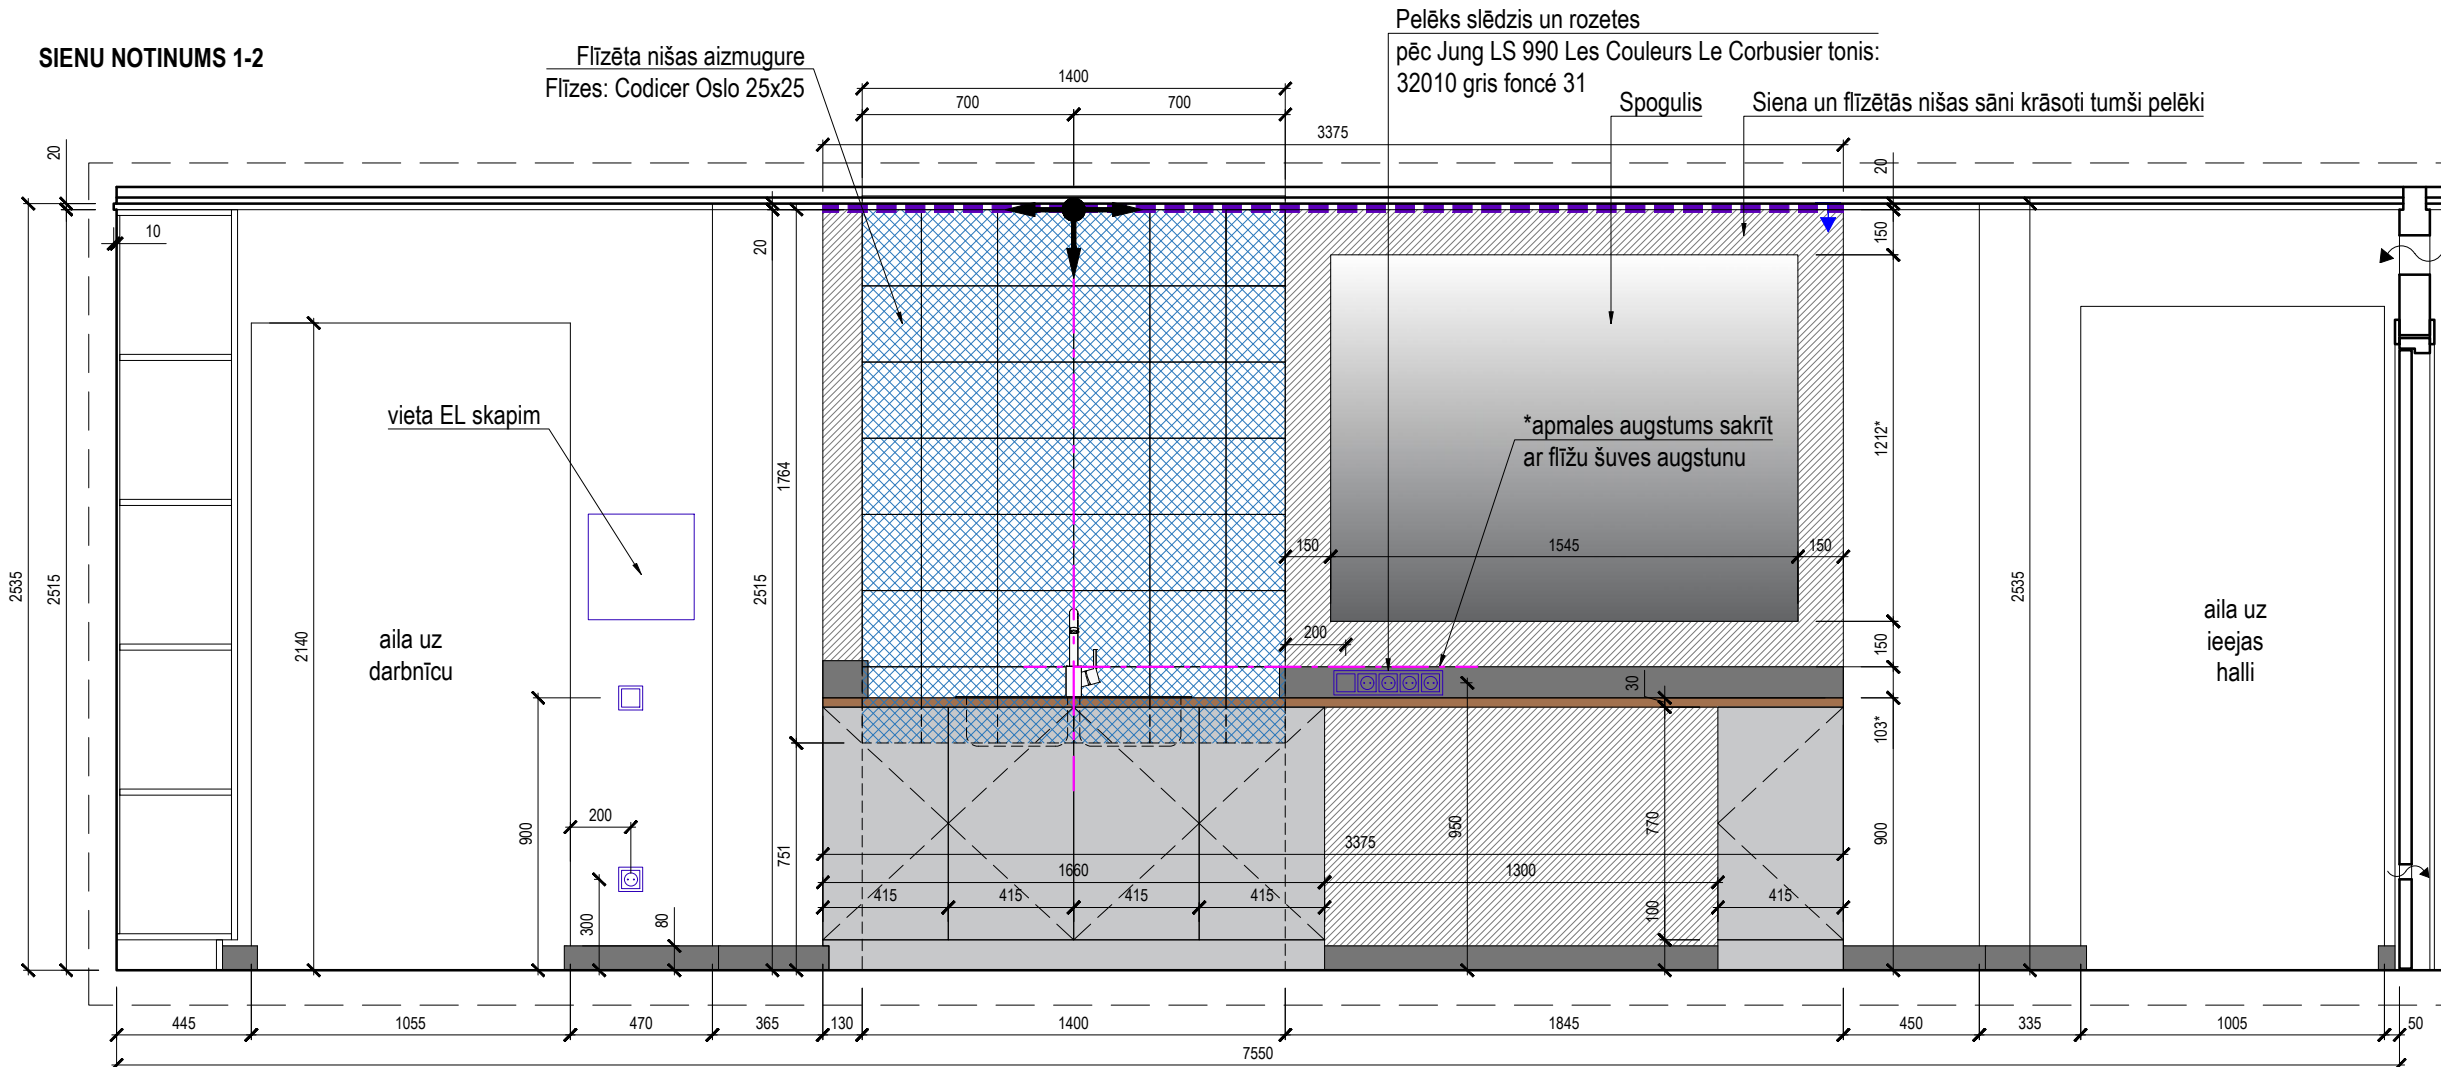 SIENU NOTINUMS 1-2
Flīzēta nišas aizmugure
Flīzes: Codicer Oslo 25x25
Pelēks slēdzis un rozetes
pēc Jung LS 990 Les Couleurs Le Corbusier tonis:
32010 gris foncé 31
Spogulis
Siena un flīzētās nišas sāni krāsoti tumši pelēki
1400
700 700
3375
20
20
10
20
150
vieta EL skapim
*apmales augstums sakrīt
ar flīžu šuves augstunu
1212*
1764
150 1545 150
2535
2515
2140
2515
2535
aila uz
darbnīcu
aila uz
ieejas
halli
200
150
30
103*
900
200
751
950
770
900
3375
1660
1300
415 415 415 415
415
300
80
100
445 1055 470 365 130 1400 1845 450 335 1005 50
7550